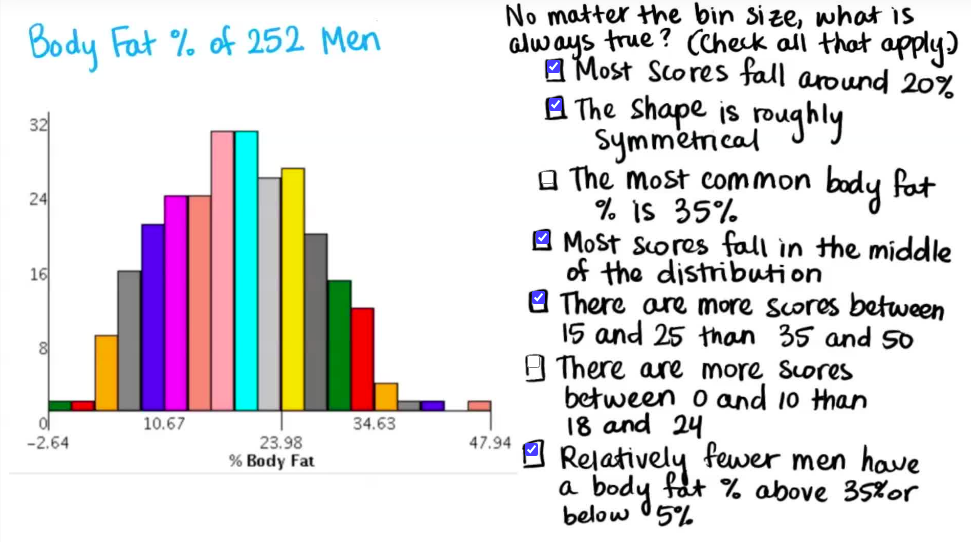 Body Fat % of 252 Men
32
24
16
8
0
-2.64
10.67
23.98
34.63
47.94
% Body Fat
No matter the bin size, what is
always true? (Check all that apply.)
Most Scores fall around 20%
The shape is roughly
symmetrical
The most common body fat
% is 35%
Most scores fall in the middle
of the distribution
There are more scores between
15 and 25 than 35 and 50
There are more scores
between 0 and 10 than
18 and 24
Relatively fewer men have
a body fat % above 35% or
below 5%